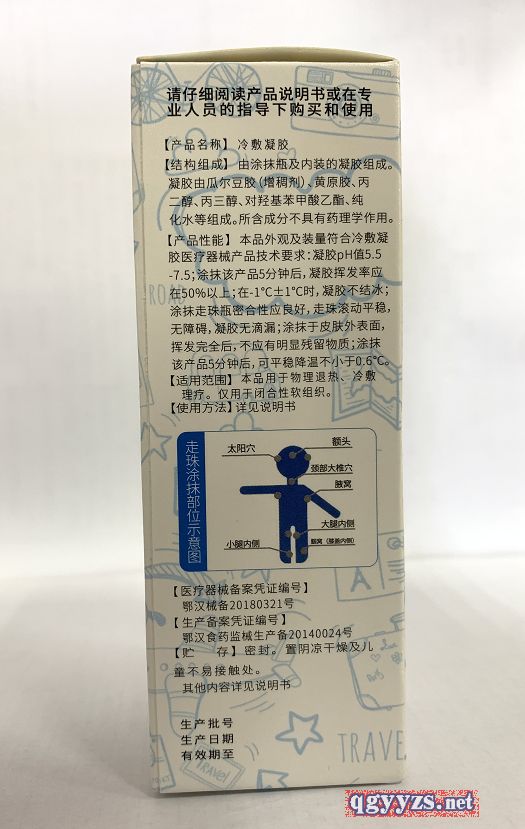 请仔细阅读产品说明书或在专
业人员的指导下购买和使用
【产品名称】 冷敷凝胶
【结构组成】 由涂抹瓶及内装的凝胶组成。
凝胶由瓜尔豆胶（增稠剂）、黄原胶、丙
二醇、丙三醇、对羟基苯甲酸乙酯、纯
化水等组成。所含成分不具有药理学作用。
【产品性能】 本品外观及装量符合冷敷凝
胶医疗器械产品技术要求：凝胶pH值5.5
-7.5；涂抹该产品5分钟后，凝胶挥发率应
在50%以上；在-1°C±1°C时，凝胶不结冰；
涂抹走珠瓶密合性应良好，走珠滚动平稳，
无障碍，凝胶无滴漏；涂抹于皮肤外表面，
挥发完全后，不应有明显残留物质；涂抹
该产品5分钟后，可平稳降温不小于0.6°C。
【适用范围】 本品用于物理退热、冷敷
理疗。仅用于闭合性软组织。
【使用方法】详见说明书
走珠涂抹部位示意图
太阳穴
额头
颈部大椎穴
腋窝
大腿内侧
小腿内侧
腘窝（膝盖内侧）
【医疗器械备案凭证编号】
鄂汉械备20180321号
【生产备案凭证编号】
鄂汉食药监械生产备20140024号
【贮 存】密封。置阴凉干燥及儿
童不易接触处。
其他内容详见说明书
生产批号
生产日期
有效期至
TRAVE
TRAVEL
ROAD
A
qgyyzs.net